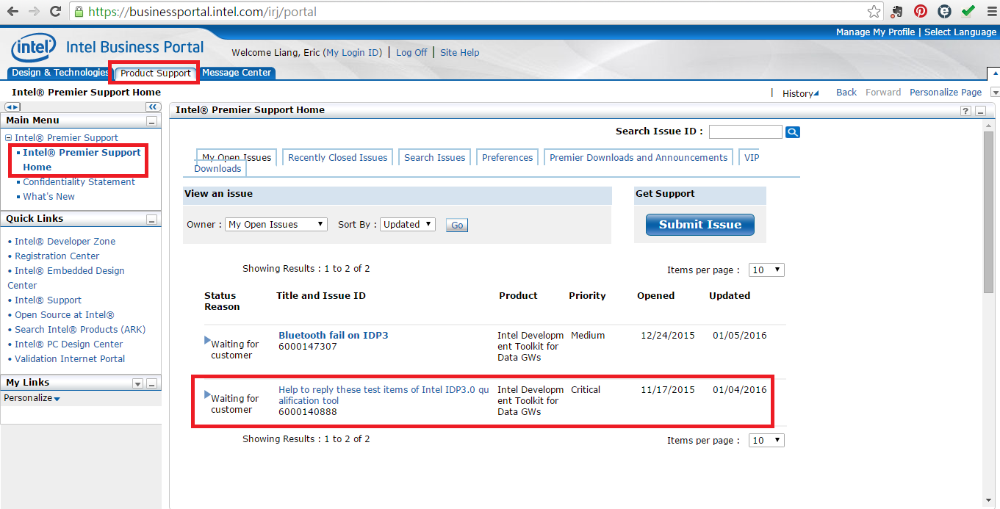 https://businessportal.intel.com/irj/portal
Manage My Profile | Select Language
intel Intel Business Portal
Welcome Liang, Eric (My Login ID) | Log Off | Site Help
Design & Technologies Product Support Message Center
Intel® Premier Support Home
| History Back Forward Personalize Page
Main Menu
Intel® Premier Support
Intel® Premier Support
Home
Confidentiality Statement
What's New
Quick Links
• Intel® Developer Zone
• Registration Center
• Intel® Embedded Design
Center
• Intel® Support
• Open Source at Intel®
• Search Intel® Products (ARK)
• Intel® PC Design Center
• Validation Internet Portal
My Links
Personalize
Intel® Premier Support Home
?
Search Issue ID :
My Open Issues Recently Closed Issues Search Issues Preferences Premier Downloads and Announcements VIP
Downloads
View an issue
Owner : My Open Issues Sort By : Updated Go
Get Support
Submit Issue
Showing Results : 1 to 2 of 2
Items per page : 10
Status
Reason
Title and Issue ID
Product
Priority
Opened
Updated
Waiting for
customer
Bluetooth fail on IDP3
6000147307
Intel Developm
ent Toolkit for
Data GWs
Medium
12/24/2015
01/05/2016
Waiting for
customer
Help to reply these test items of Intel IDP3.0 qu
alification tool
6000140888
Intel Developm
ent Toolkit for
Data GWs
Critical
11/17/2015
01/04/2016
Showing Results : 1 to 2 of 2
Items per page : 10